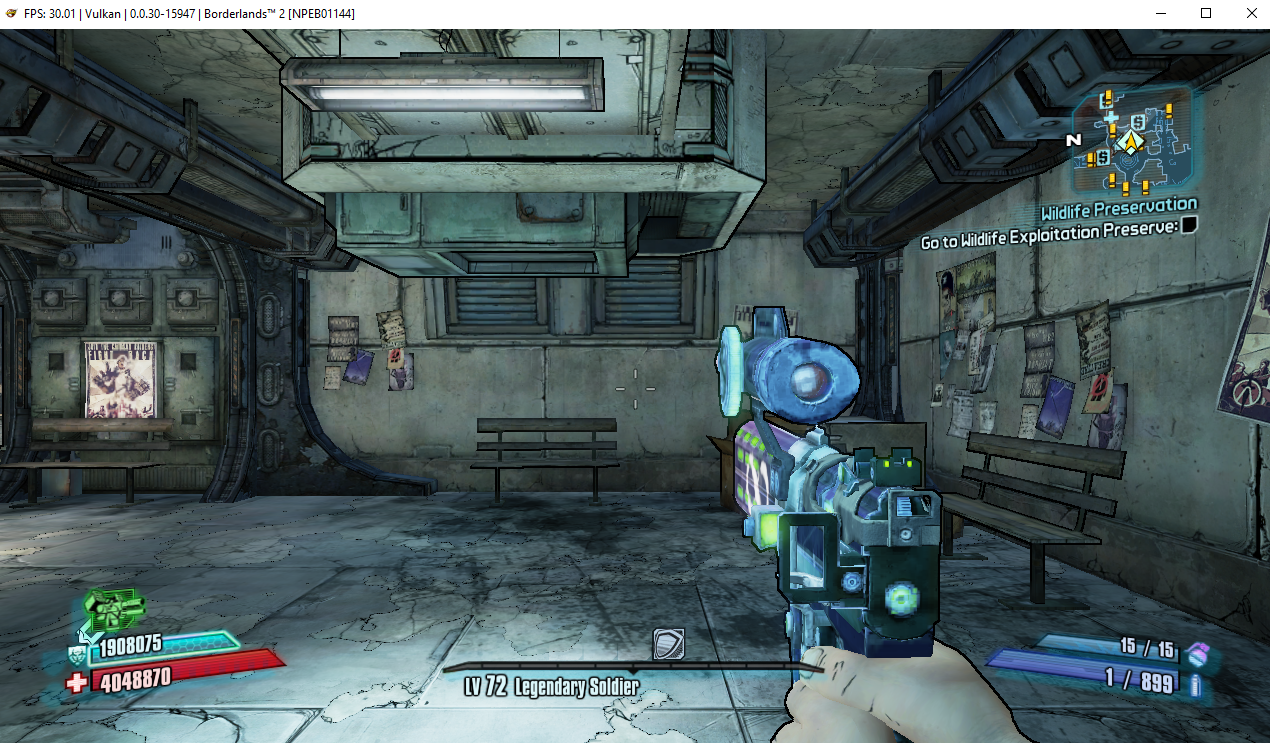 FPS: 30.01 | Vulkan | 0.0.30-15947 | Borderlands™ 2 [NPEB01144]
N
$
$
Wildlife Preservation
Go to Wildlife Exploitation Preserve:
1908075
4048870
LV 72 Legendary Soldier
15 / 15
1 / 899